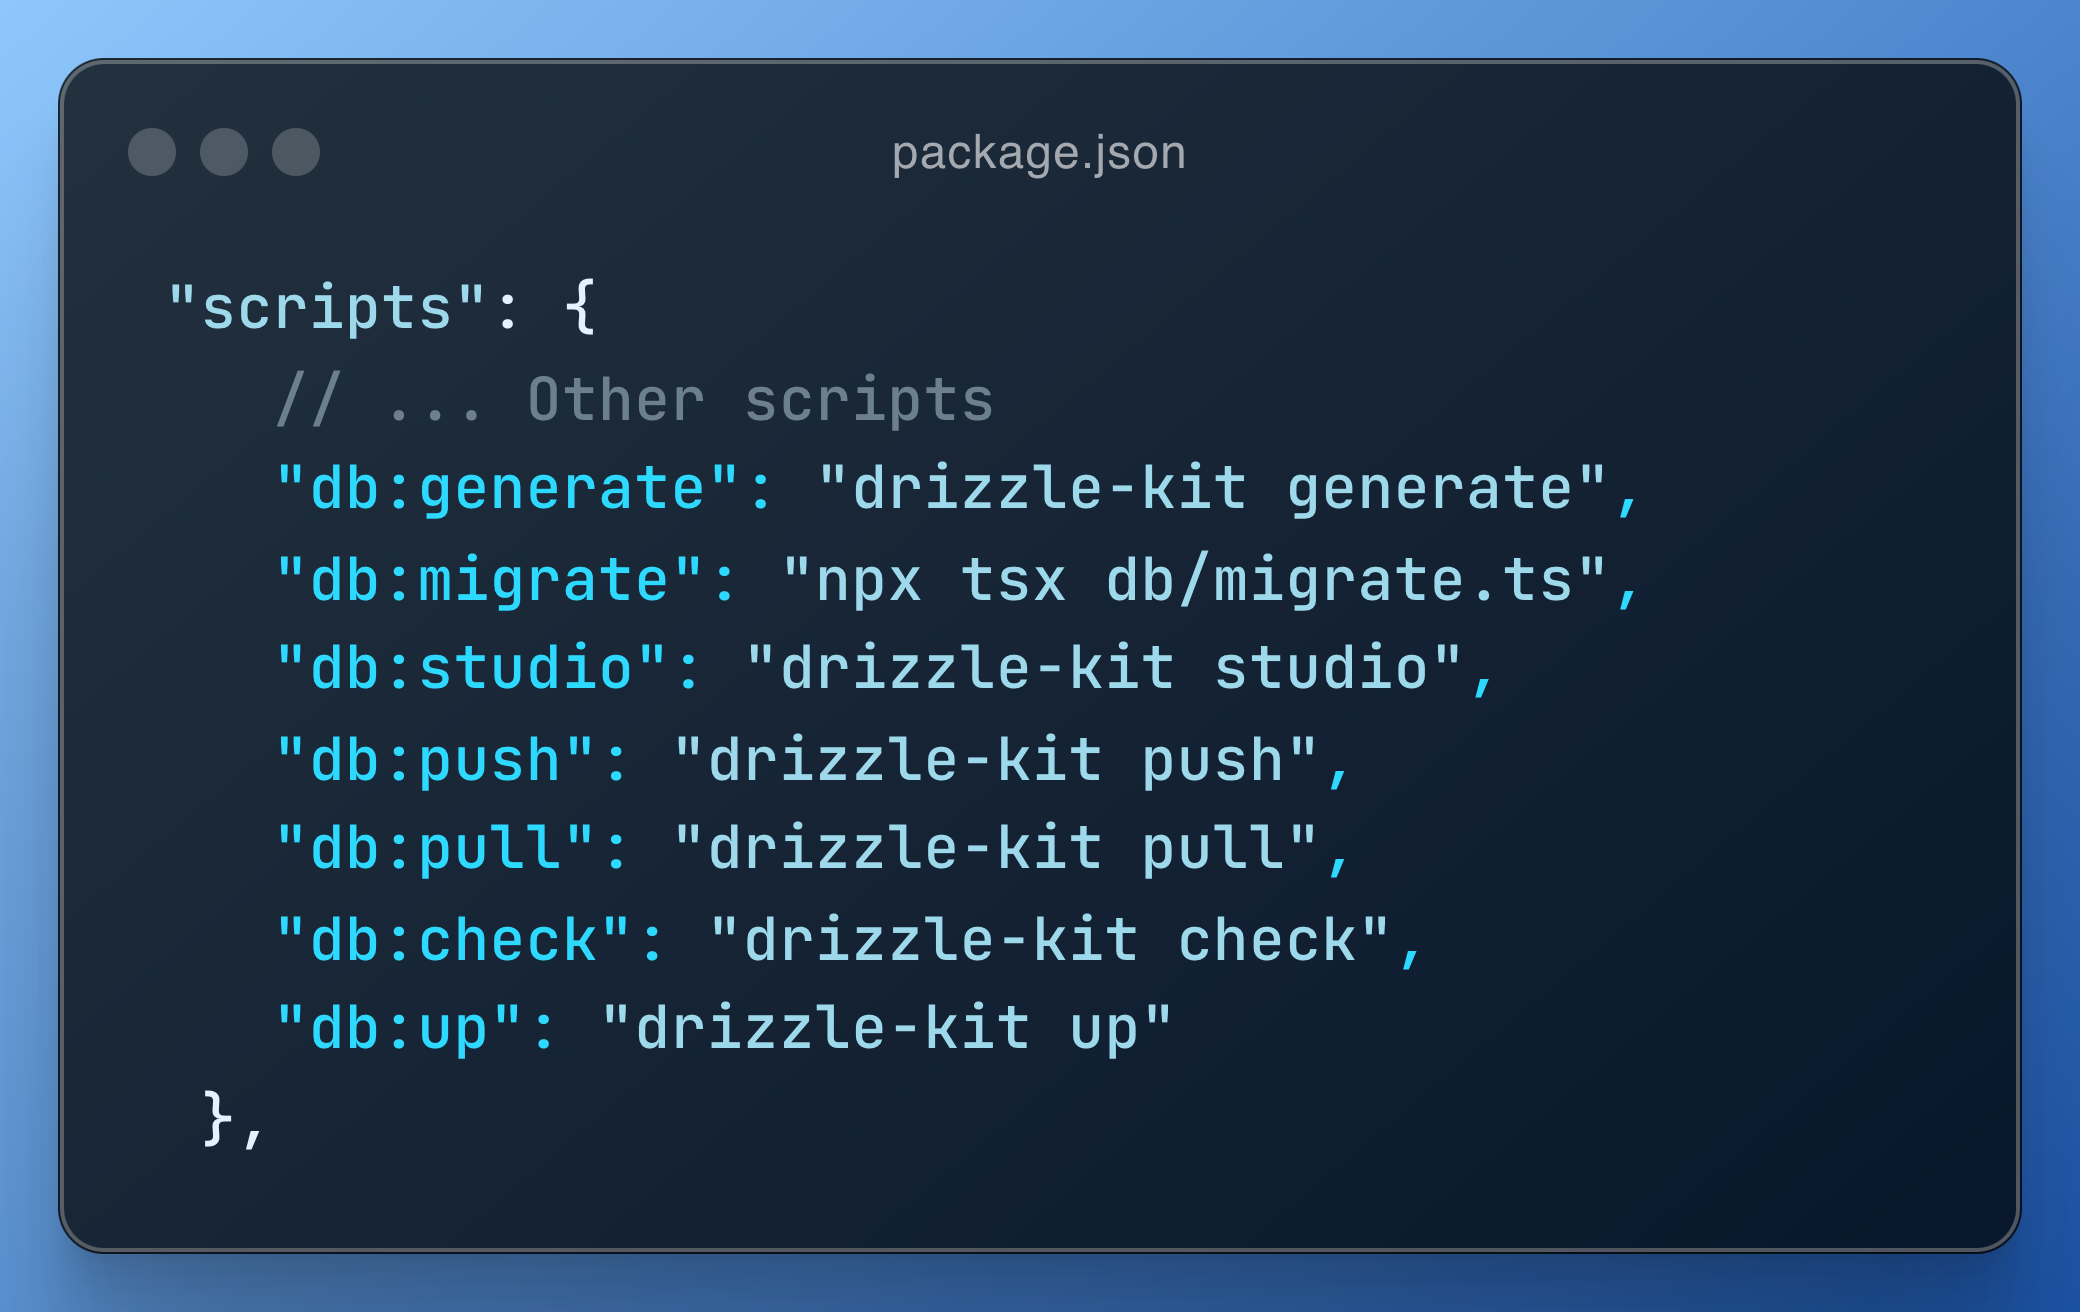 package.json
"scripts": {
// ... Other scripts
"db:generate": "drizzle-kit generate",
"db:migrate": "npx tsx db/migrate.ts",
"db:studio": "drizzle-kit studio",
"db:push": "drizzle-kit push",
"db:pull": "drizzle-kit pull",
"db:check": "drizzle-kit check",
"db:up": "drizzle-kit up"
},